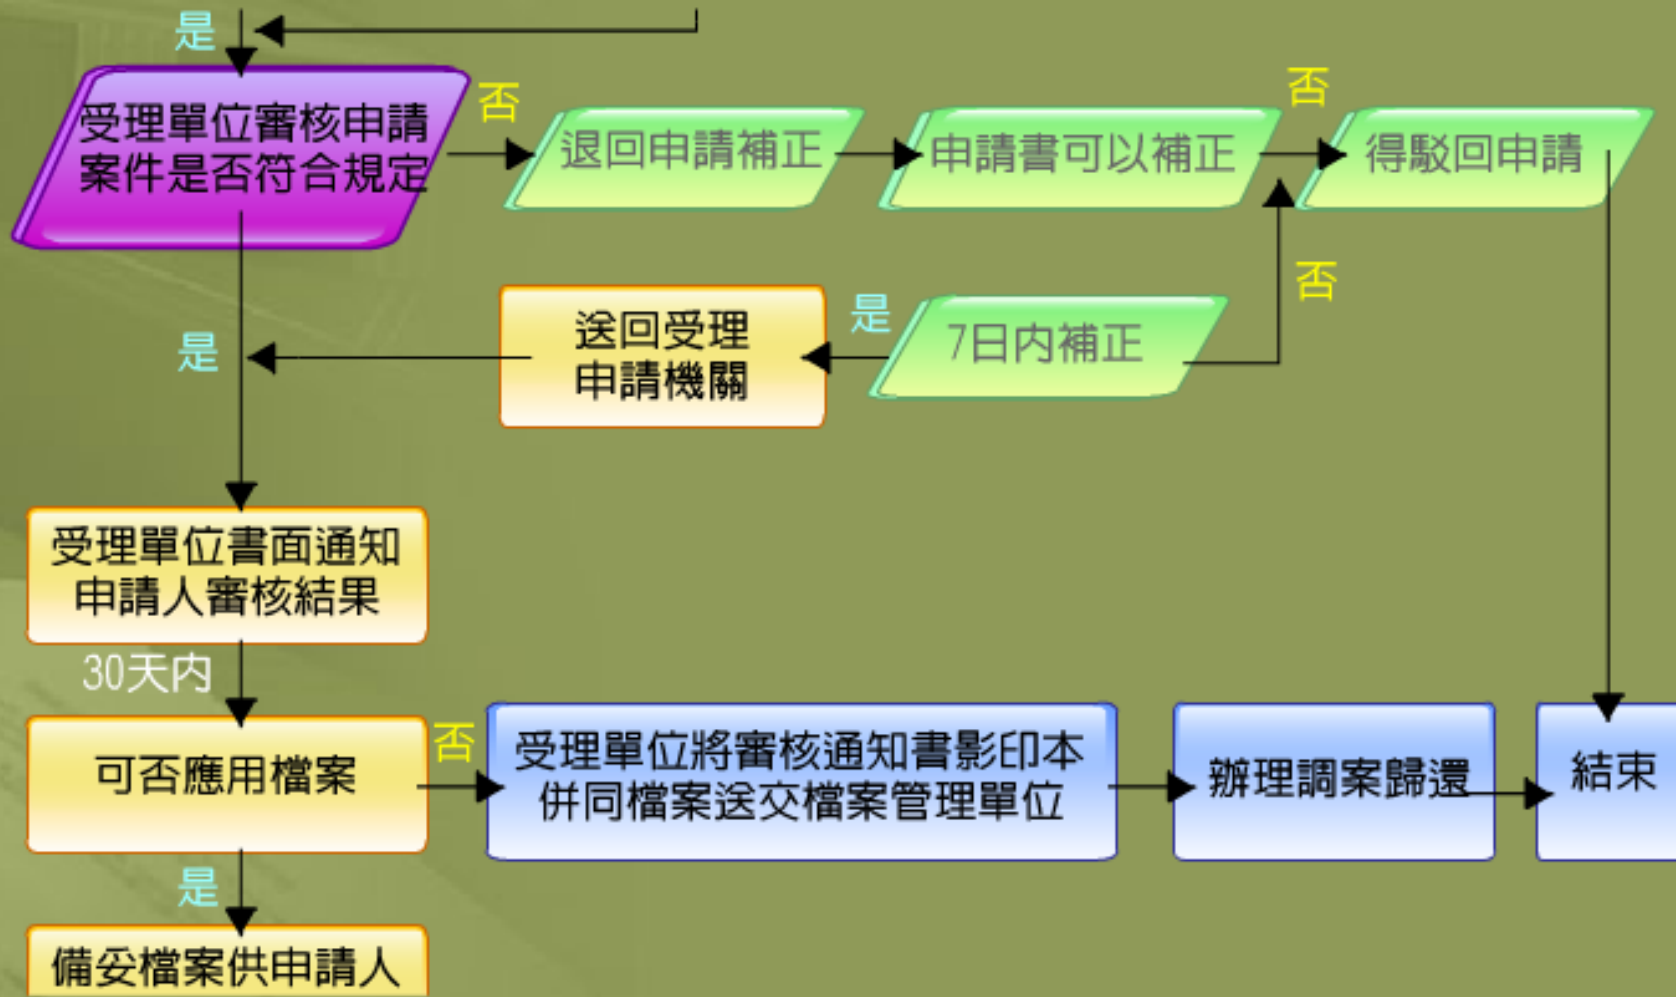 是
受理單位審核申請
案件是否符合規定
否
退回申請補正
申請書可以補正
否
得駁回申請
是
送回受理
申請機關
是
7日內補正
否
受理單位書面通知
申請人審核結果
30天內
可否應用檔案
否
受理單位將審核通知書影印本
併同檔案送交檔案管理單位
辦理調案歸還
結束
是
備妥檔案供申請人